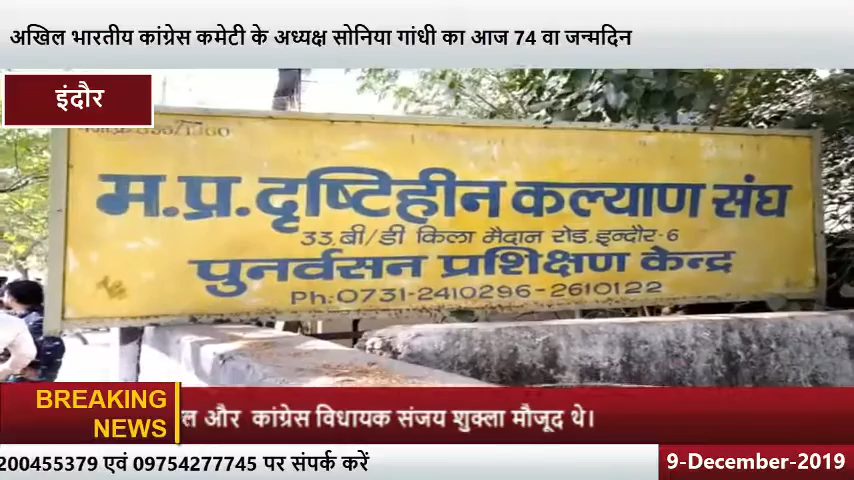 अखिल भारतीय कांग्रेस कमेटी के अध्यक्ष सोनिया गांधी का आज 74 वा जन्मदिन
इंदौर
म.प्र.दृष्टिहीन कल्याण संघ
33,बी/डी किला मैदान रोड.इन्दौर-6
पुनर्वसन प्रशिक्षण केन्द्र
Ph:0731-2410296-2610122
BREAKING
NEWS
ल और कांग्रेस विधायक संजय शुक्ला मौजूद थे।
200455379 एवं 09754277745 पर संपर्क करें
9-December-2019